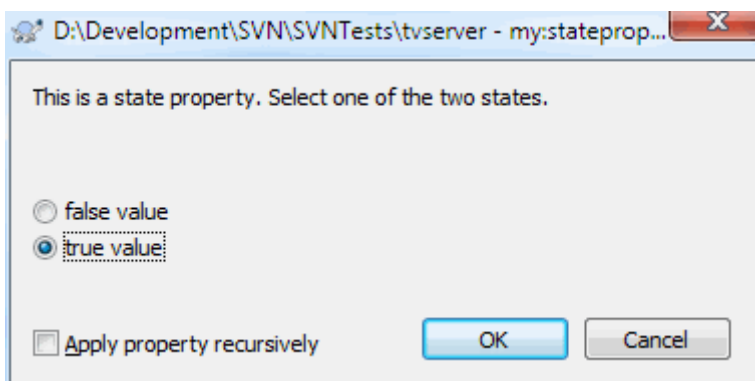 D:\Development\SVN\SVNTests\tvserver - my:stateprop...
This is a state property. Select one of the two states.
false value
true value
Apply property recursively
OK
Cancel